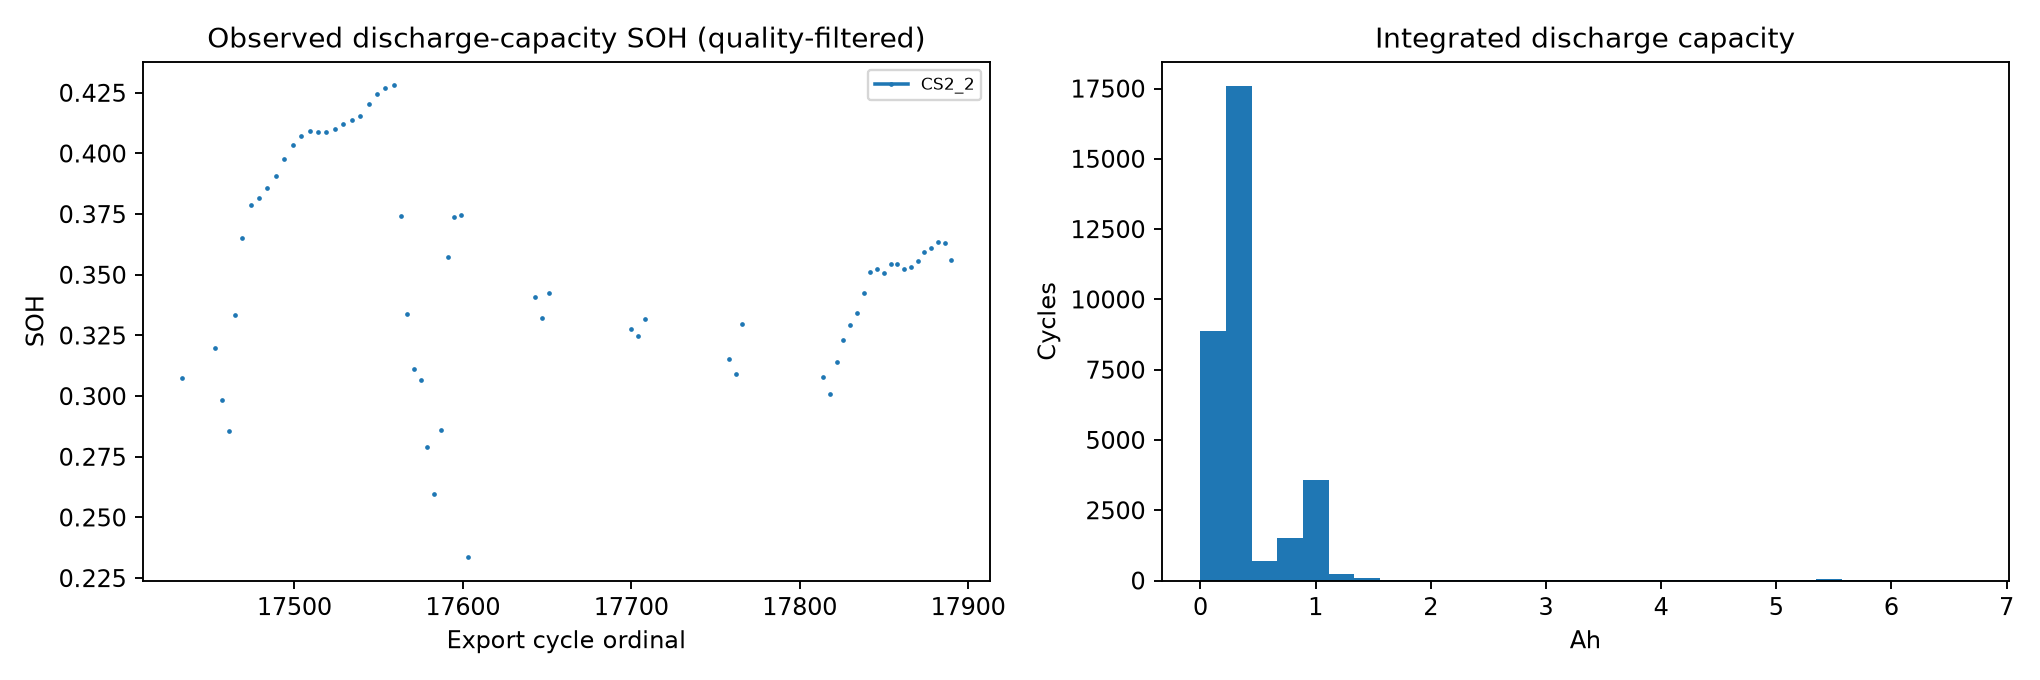 Observed discharge-capacity SOH (quality-filtered)
CS2_2
0.425
0.400
0.375
0.350
0.325
0.300
0.275
0.250
0.225
SOH
17500 17600 17700 17800 17900
Export cycle ordinal
Integrated discharge capacity
17500
15000
12500
10000
7500
5000
2500
0
Cycles
0 1 2 3 4 5 6 7
Ah